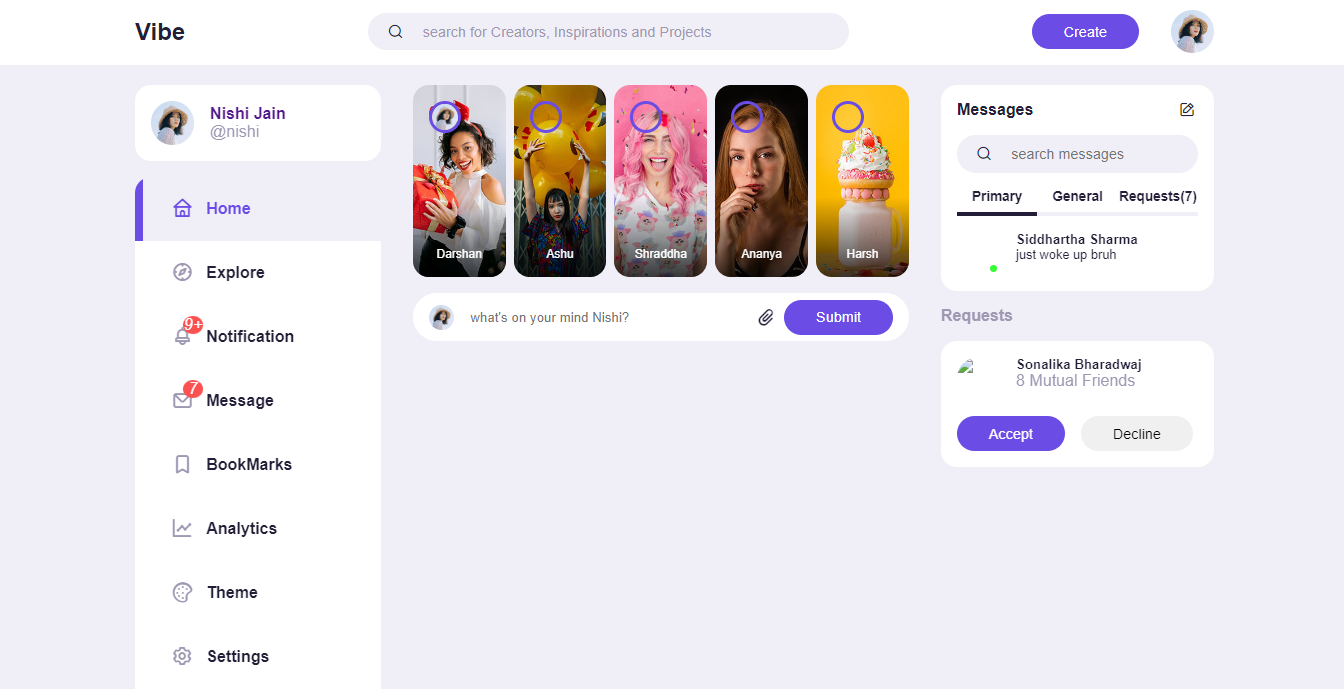 Vibe
search for Creators, Inspirations and Projects
Create
Nishi Jain
@nishi
Home
Explore
9+
Notification
7
Message
BookMarks
Analytics
Theme
Settings
Darshan
Ashu
Shraddha
Ananya
Harsh
what's on your mind Nishi?
Submit
Messages
search messages
Primary General Requests(7)
Siddhartha Sharma
just woke up bruh
Requests
Sonalika Bharadwaj
8 Mutual Friends
Accept
Decline